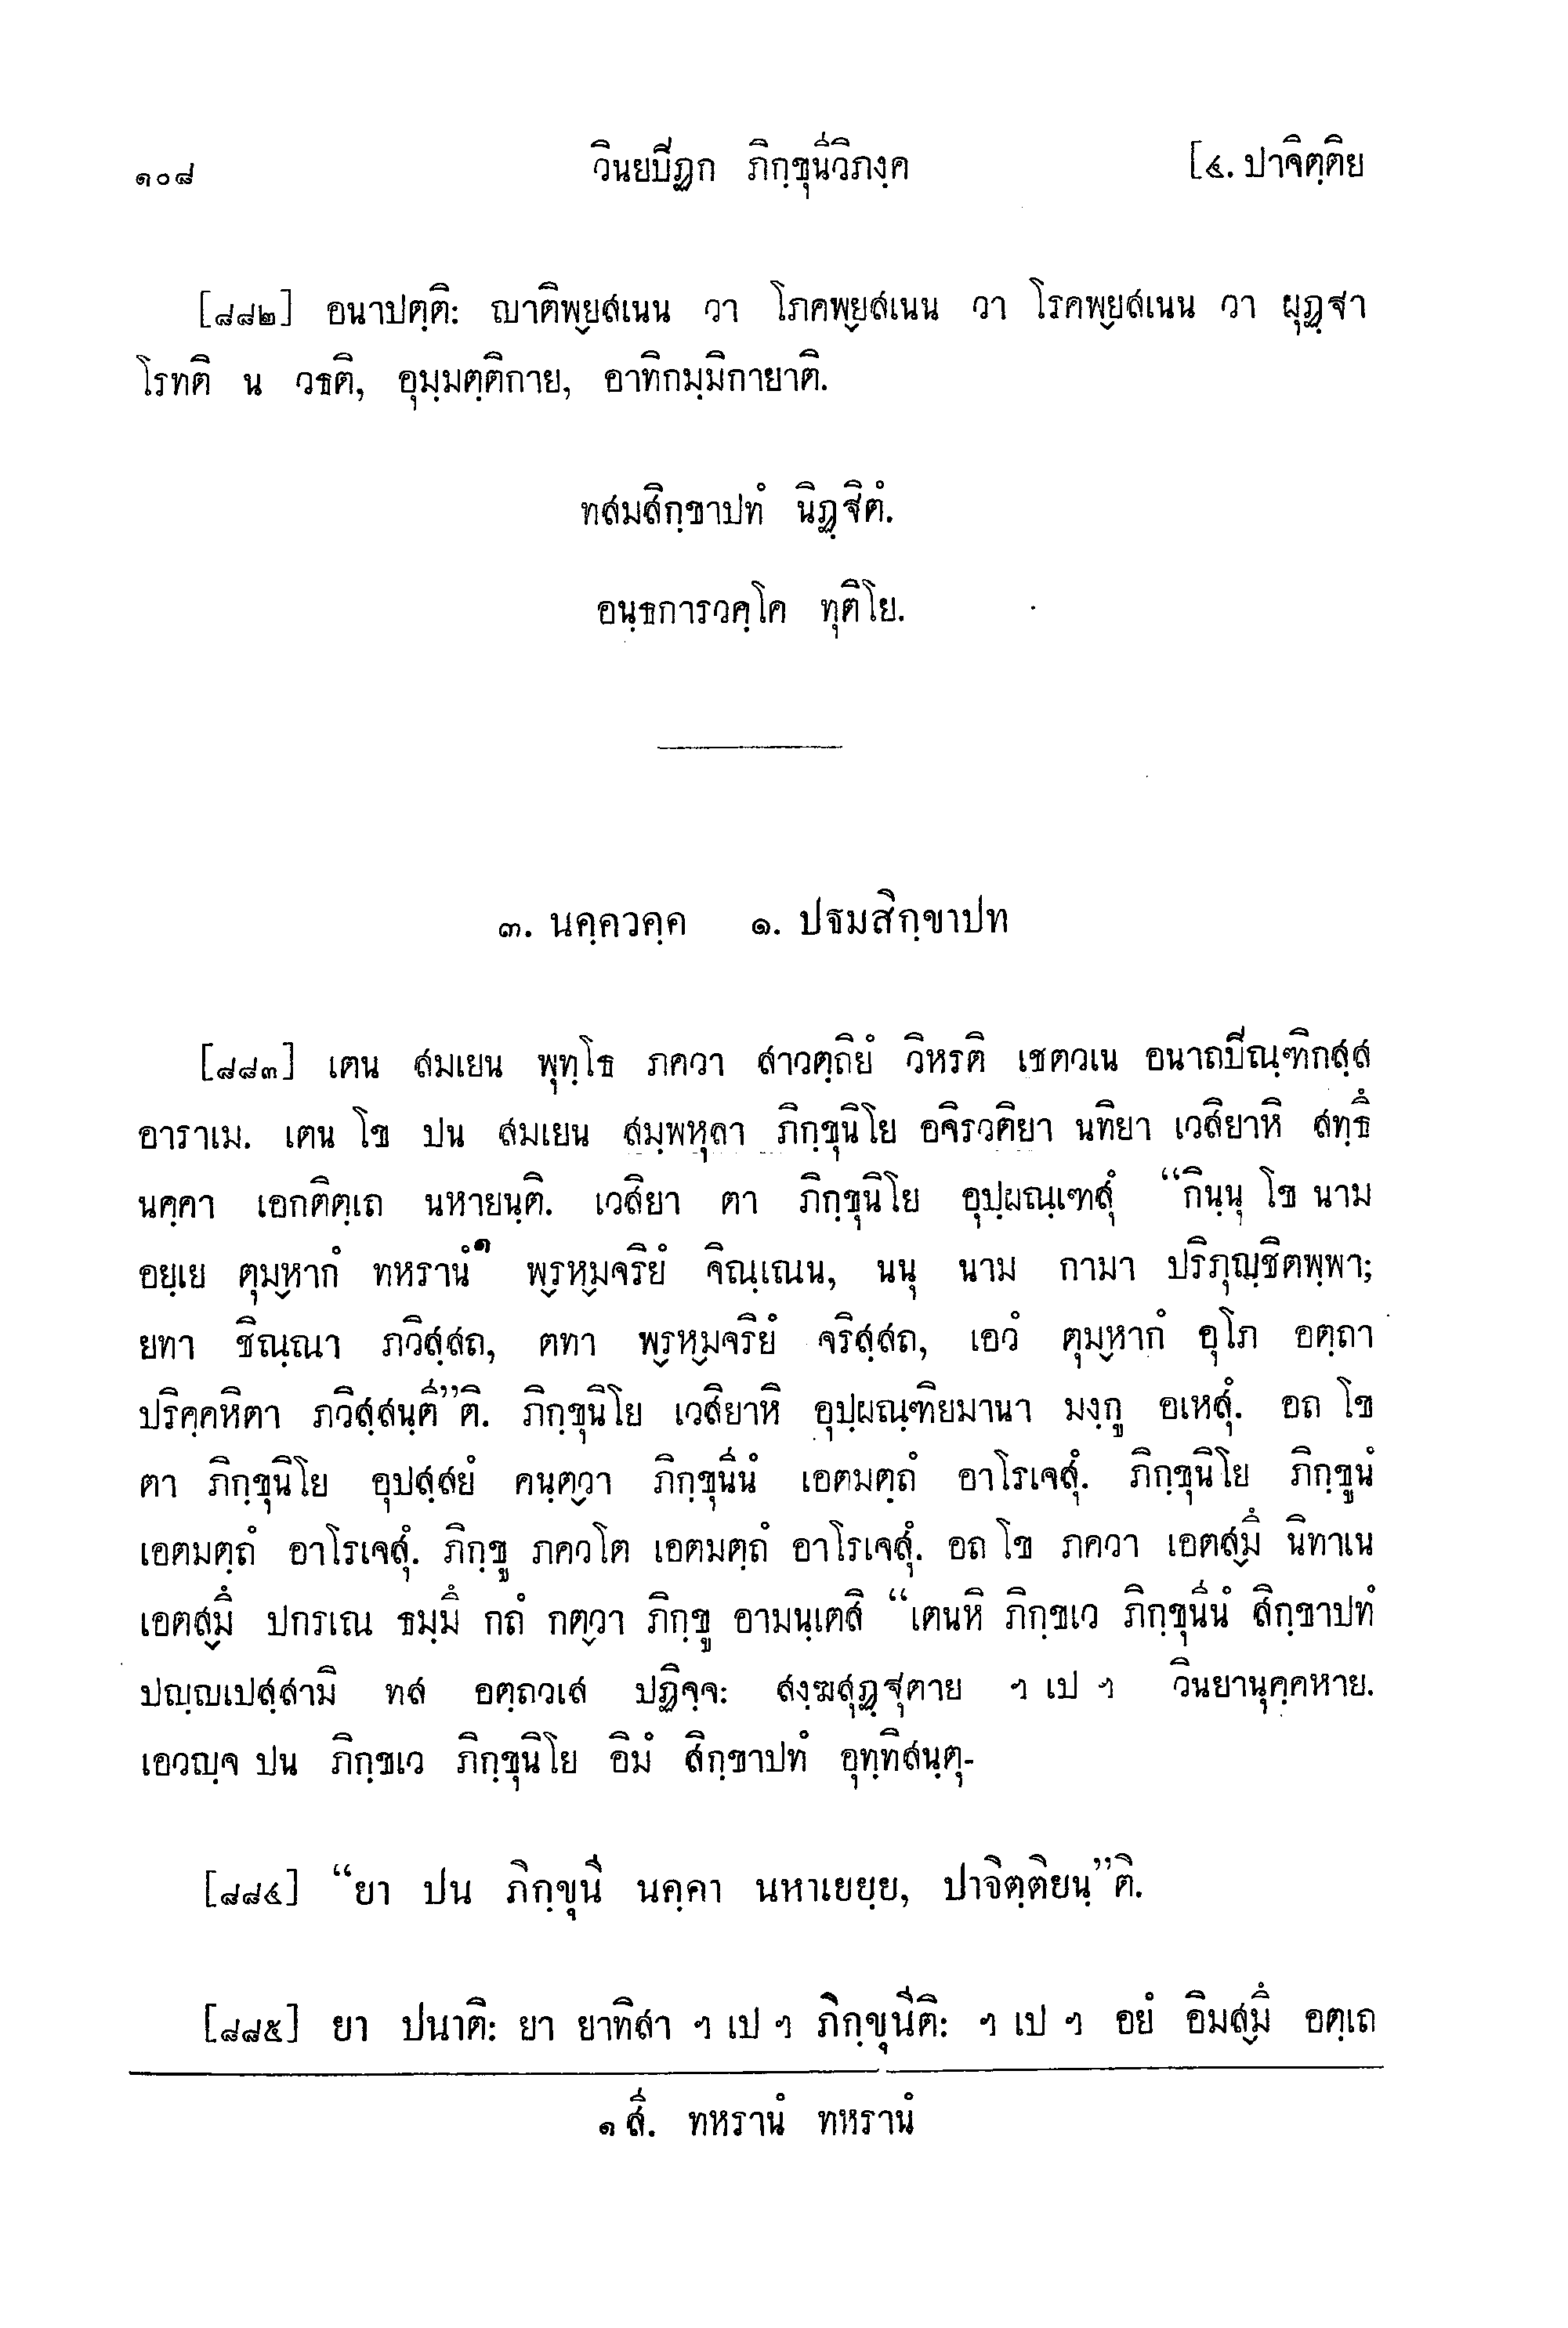 ๑๐๘ วินยปีฏก ภิกฺขุนีวิภงฺค [๔. ปาจิตฺติย
[๘๘๒] อนาปตฺติ: ญาติพฺยสเนน วา โภคพฺยสเนน วา โรคพฺยสเนน วา ผุฏฺฐา
โรทติ น วธติ, อุมฺมตฺติกาย, อาทิกมฺมิกายาติ.
ทสมสิกฺขาปทํ นิฏฺฐิตํ.
อนฺธการวคฺโค ทุติโย.
๓. นคฺควคฺค ๑. ปฐมสิกฺขาปท
[๘๘๓] เตน สมเยน พุทฺโธ ภควา สาวตฺถิยํ วิหรติ เชตวเน อนาถปิณฺฑิกสฺส
อาราเม. เตน โข ปน สมเยน สมฺพหุลา ภิกฺขุนิโย อจิรวติยา นทิยา เวสิยาหิ สทฺธึ
นคฺคา เอกติตฺเถ นหายนฺติ. เวสิยา ตา ภิกฺขุนิโย อุปฺผณฺเฑสุํ “กินฺนุ โข นาม
อยฺเย ตุมฺหากํ ทหรานํ๑ พฺรหฺมจริยํ จิณฺเณน, นนุ นาม กามา ปริภุญฺชิตพฺพา;
ยทา ชิณฺณา ภวิสฺสถ, ตทา พฺรหฺมจริยํ จริสฺสถ, เอวํ ตุมฺหากํ อุโภ อตฺถา
ปริคฺคหิตา ภวิสฺสนฺตี”ติ. ภิกฺขุนิโย เวสิยาหิ อุปฺผณฺฑิยมานา มงฺกู อเหสุํ. อถ โข
ตา ภิกฺขุนิโย อุปสฺสยํ คนฺตฺวา ภิกฺขุนีนํ เอตมตฺถํ อาโรเจสุํ. ภิกฺขุนิโย ภิกฺขูนํ
เอตมตฺถํ อาโรเจสุํ. ภิกฺขู ภควโต เอตมตฺถํ อาโรเจสุํ. อถ โข ภควา เอตสฺมึ นิทาเน
เอตสฺมึ ปกรเณ ธมฺมึ กถํ กตฺวา ภิกฺขู อามนฺเตสิ “เตนหิ ภิกฺขเว ภิกฺขุนีนํ สิกฺขาปทํ
ปญฺญเปสฺสามิ ทส อตฺถวเส ปฏิจฺจ: สงฺฆสุฏฺฐุตาย ฯ เป ฯ วินยานุคฺคหาย.
เอวญฺจ ปน ภิกฺขเว ภิกฺขุนิโย อิมํ สิกฺขาปทํ อุทฺทิสนฺตุ-
[๘๘๔] “ยา ปน ภิกฺขุนี นคฺคา นหาเยยฺย, ปาจิตฺติยนฺ”ติ.
[๘๘๕] ยา ปนาติ: ยา ยาทิสา ฯ เป ฯ ภิกฺขุนีติ: ฯ เป ฯ อยํ อิมสฺมึ อตฺเถ
๑ สี. ทหรานํ ทหรานํ